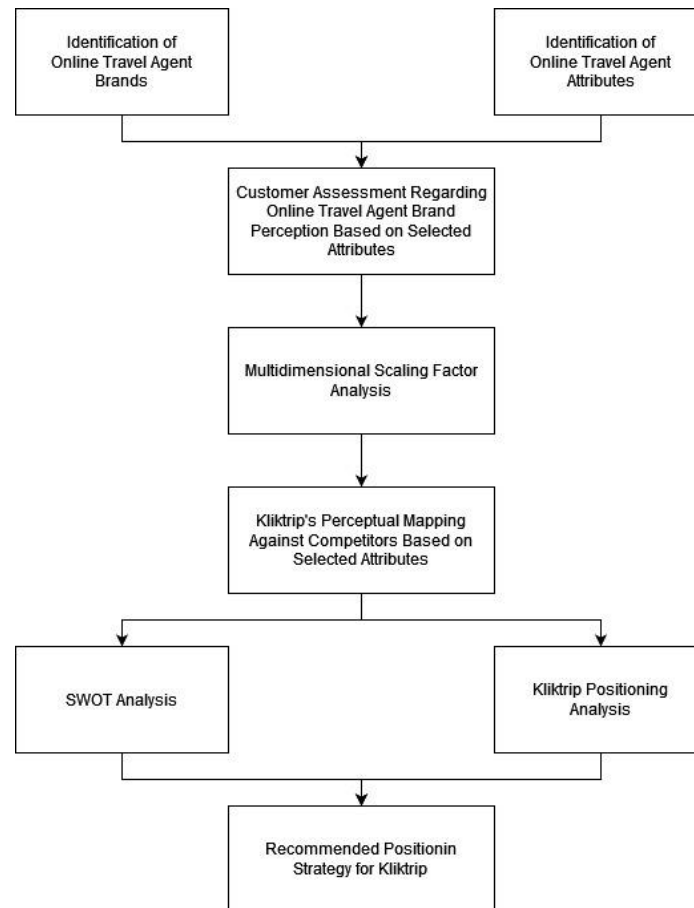 Identification of
Online Travel Agent
Brands
Identification of
Online Travel Agent
Attributes
Customer Assessment Regarding
Online Travel Agent Brand
Perception Based on Selected
Attributes
Multidimensional Scaling Factor
Analysis
Kliktrip's Perceptual Mapping
Against Competitors Based on
Selected Attributes
SWOT Analysis
Kliktrip Positioning
Analysis
Recommended Positionin
Strategy for Kliktrip